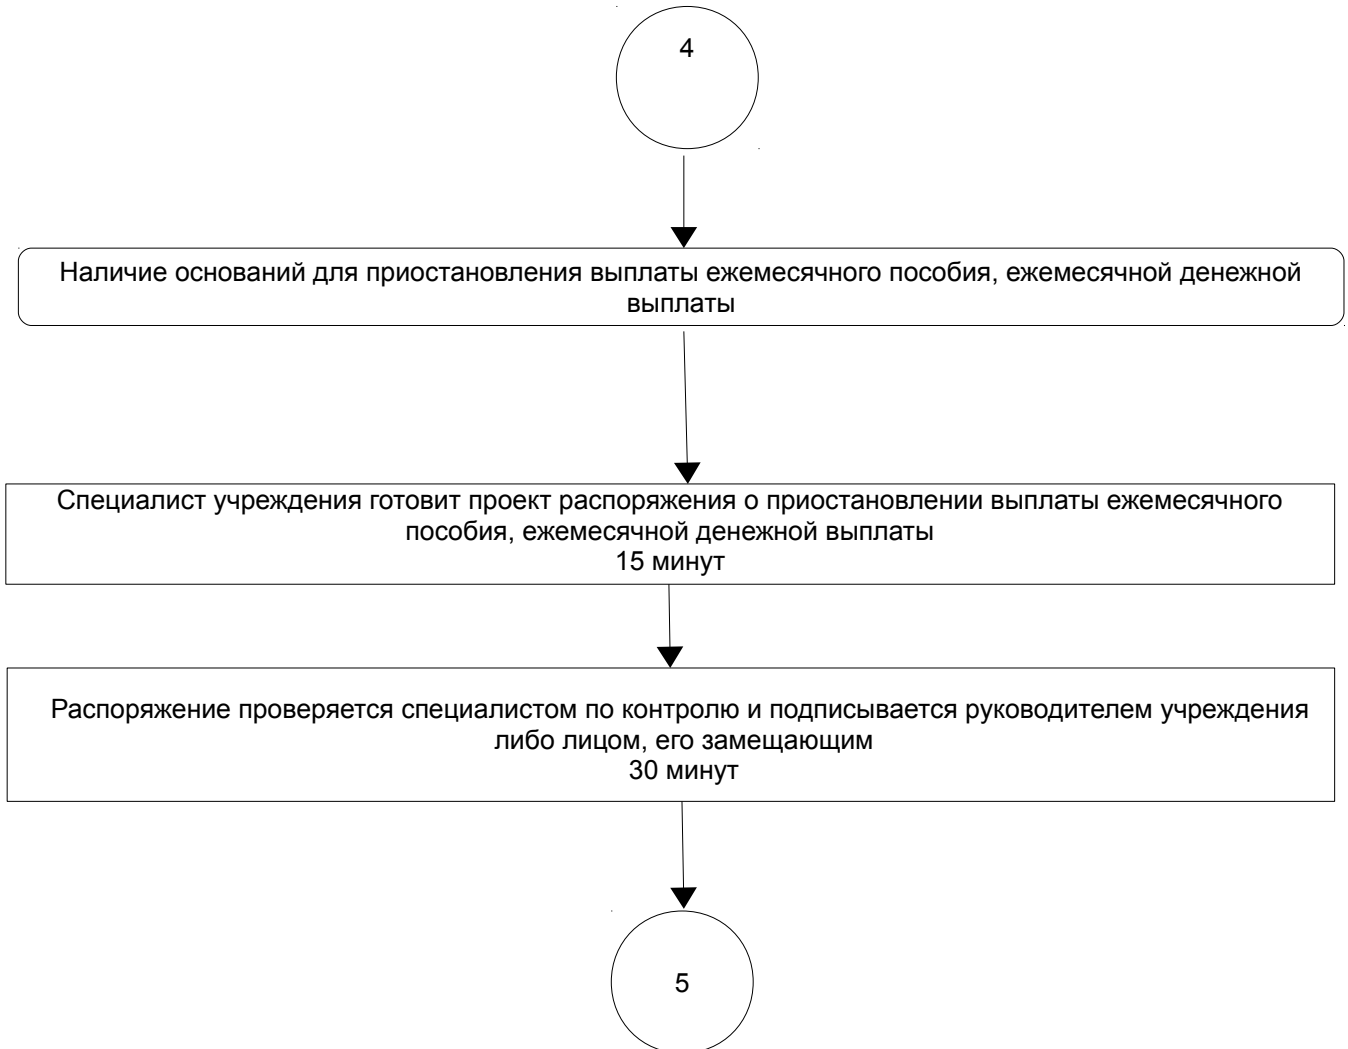 4
Наличие оснований для приостановления выплаты ежемесячного пособия, ежемесячной денежной
выплаты
Специалист учреждения готовит проект распоряжения о приостановлении выплаты ежемесячного
пособия, ежемесячной денежной выплаты
15 минут
Распоряжение проверяется специалистом по контролю и подписывается руководителем учреждения
либо лицом, его замещающим
30 минут
5